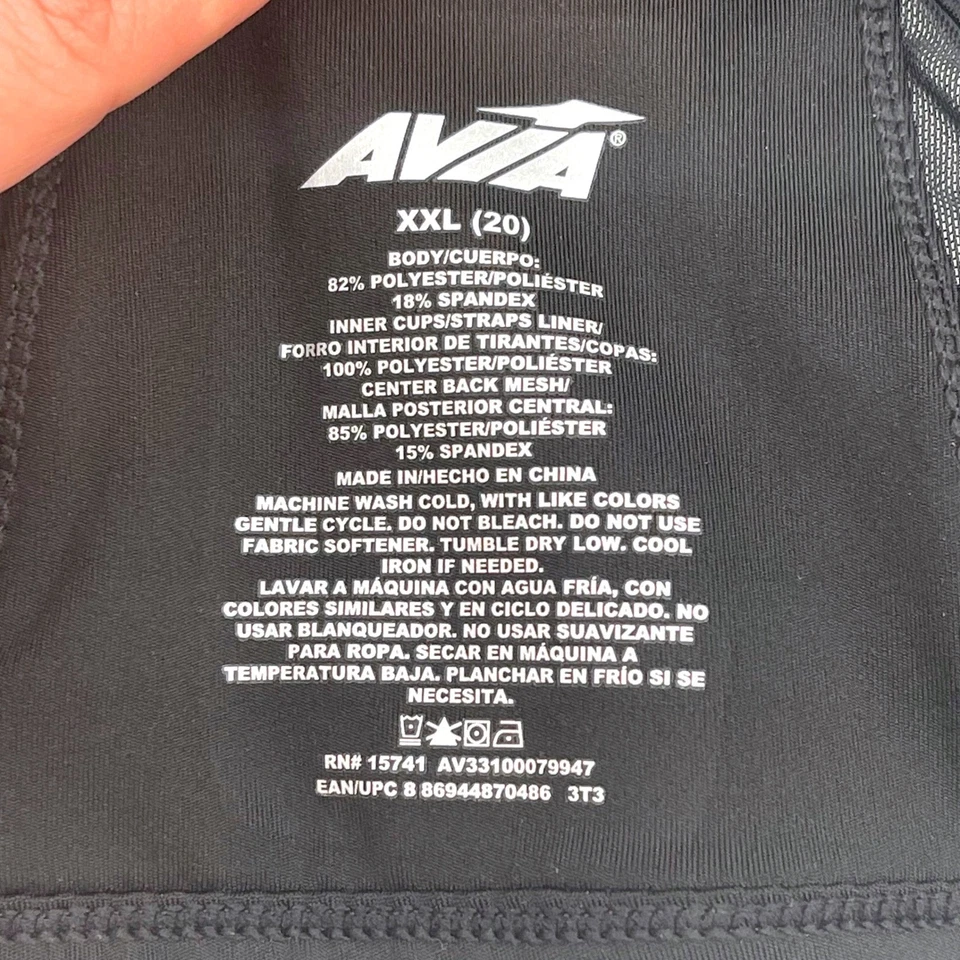 AVIA®
XXL (20)
BODY/CUERPO:
82% POLYESTER/POLIÉSTER
18% SPANDEX
INNER CUPS/STRAPS LINER/
FORRO INTERIOR DE TIRANTES/COPAS:
100% POLYESTER/POLIÉSTER
CENTER BACK MESH/
MALLA POSTERIOR CENTRAL:
85% POLYESTER/POLIÉSTER
15% SPANDEX
MADE IN/HECHO EN CHINA
MACHINE WASH COLD, WITH LIKE COLORS
GENTLE CYCLE. DO NOT BLEACH. DO NOT USE
FABRIC SOFTENER. TUMBLE DRY LOW. COOL
IRON IF NEEDED.
LAVAR A MÁQUINA CON AGUA FRÍA, CON
COLORES SIMILARES Y EN CICLO DELICADO. NO
USAR BLANQUEADOR. NO USAR SUAVIZANTE
PARA ROPA. SECAR EN MÁQUINA A
TEMPERATURA BAJA. PLANCHAR EN FRÍO SI SE
NECESITA.
RN# 15741 AV33100079947
EAN/UPC 8 86944870486 3T3